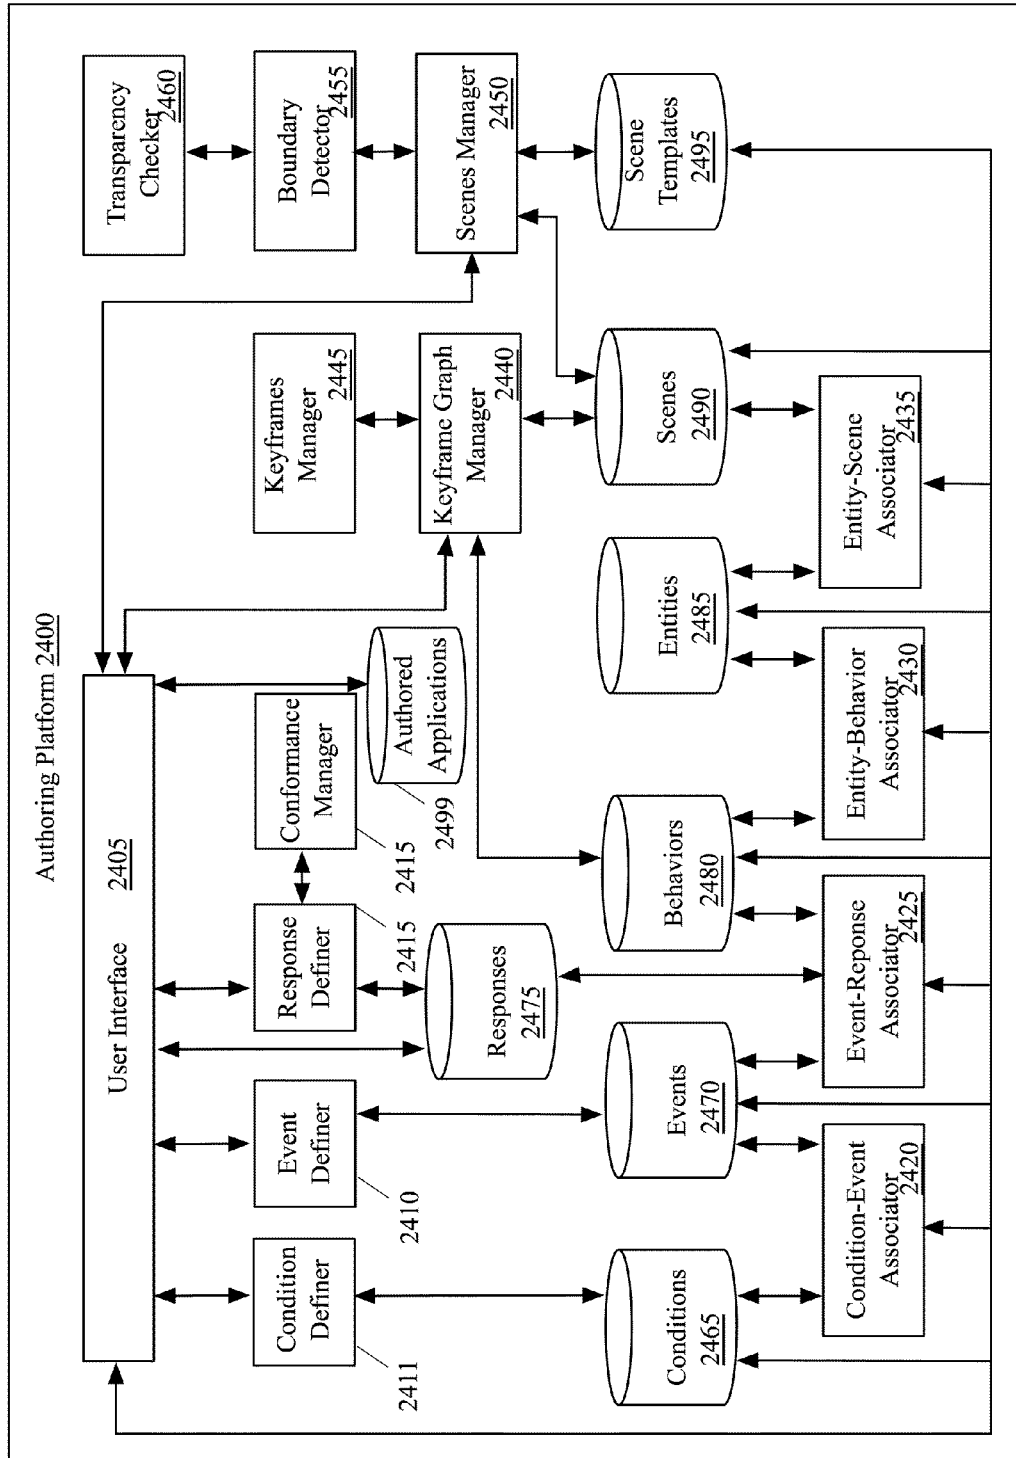 Authoring Platform 2400
User Interface 2405
Condition
Definer
2411
Event
Definer
2410
Response
Definer
2415
Conformance
Manager
2415
Authored
Applications
2499
Keyframes
Manager
2445
Transparency
Checker
2460
Boundary
Detector
2455
Keyframe Graph
Manager
2440
Scenes Manager
2450
Responses
2475
Conditions
2465
Events
2470
Behaviors
2480
Entities
2485
Scenes
2490
Scene
Templates
2495
Condition-Event
Associator
2420
Event-Reponse
Associator
2425
Entity-Behavior
Associator
2430
Entity-Scene
Associator
2435